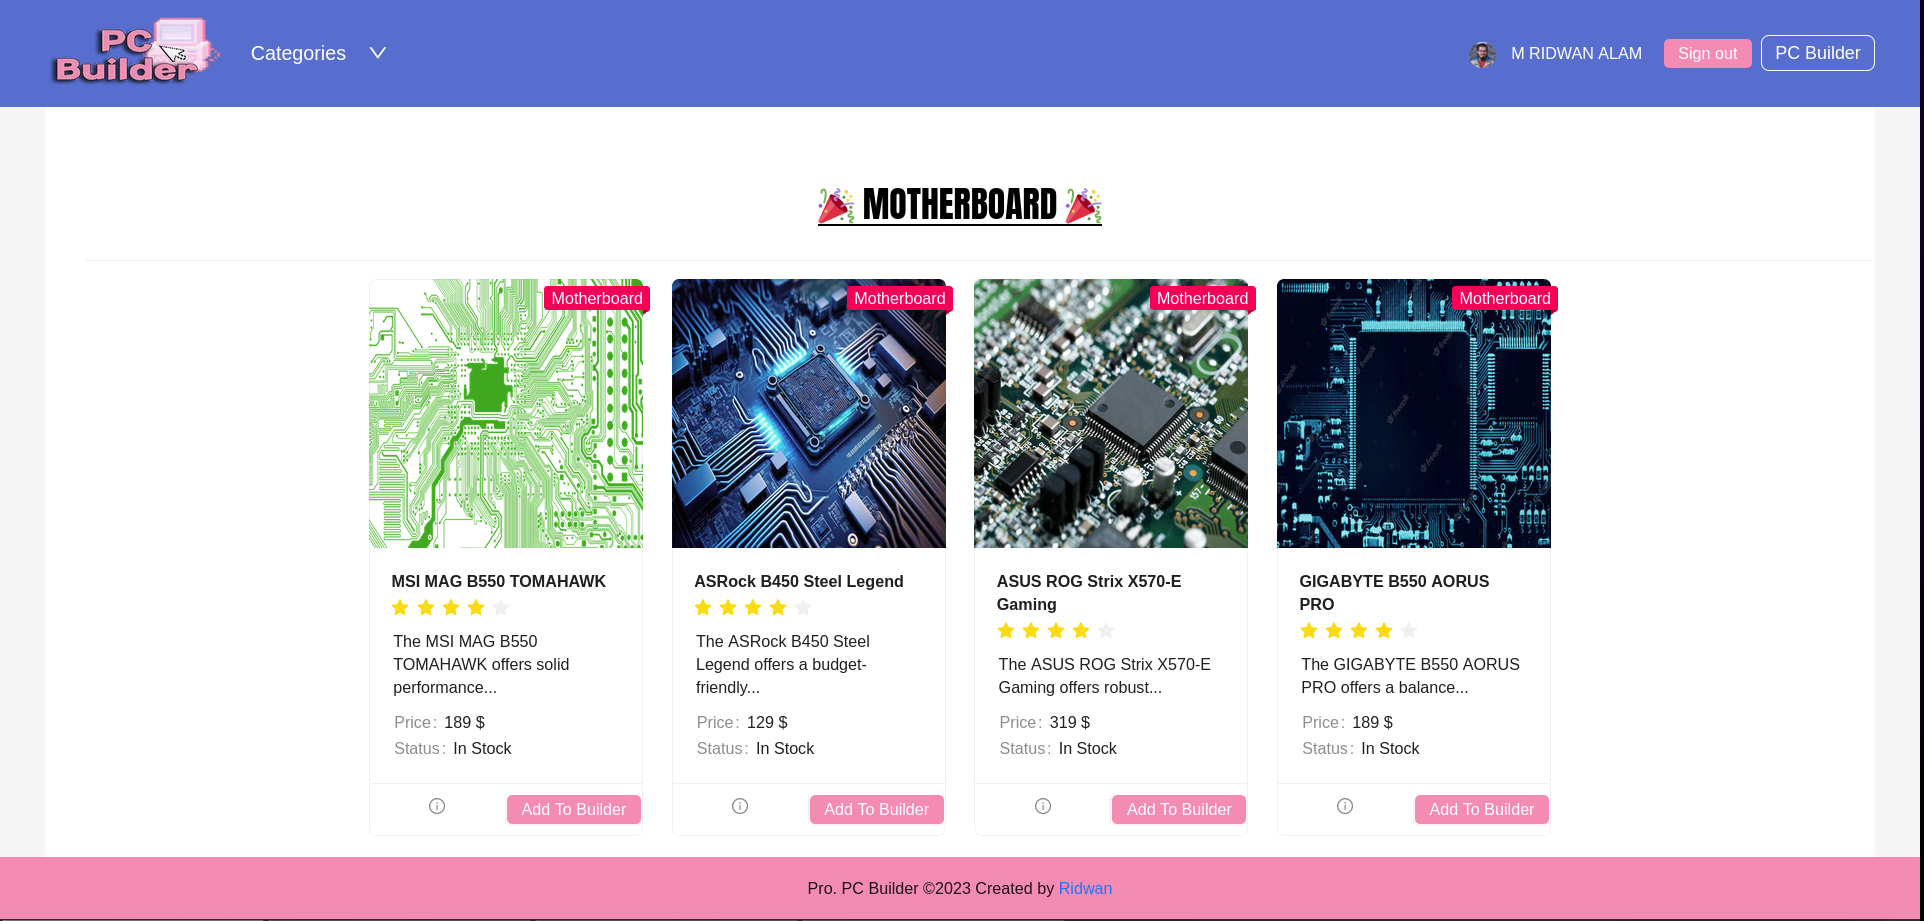 PC
Builder
Categories
M RIDWAN ALAM
Sign out
PC Builder
MOTHERBOARD
Motherboard
Motherboard
Motherboard
Motherboard
MSI MAG B550 TOMAHAWK
The MSI MAG B550
TOMAHAWK offers solid
performance...
Price: 189 $
Status: In Stock
Add To Builder
ASRock B450 Steel Legend
The ASRock B450 Steel
Legend offers a budget-
friendly...
Price: 129 $
Status: In Stock
Add To Builder
ASUS ROG Strix X570-E
Gaming
The ASUS ROG Strix X570-E
Gaming offers robust...
Price: 319 $
Status: In Stock
Add To Builder
GIGABYTE B550 AORUS
PRO
The GIGABYTE B550 AORUS
PRO offers a balance...
Price: 189 $
Status: In Stock
Add To Builder
Pro. PC Builder ©2023 Created by Ridwan